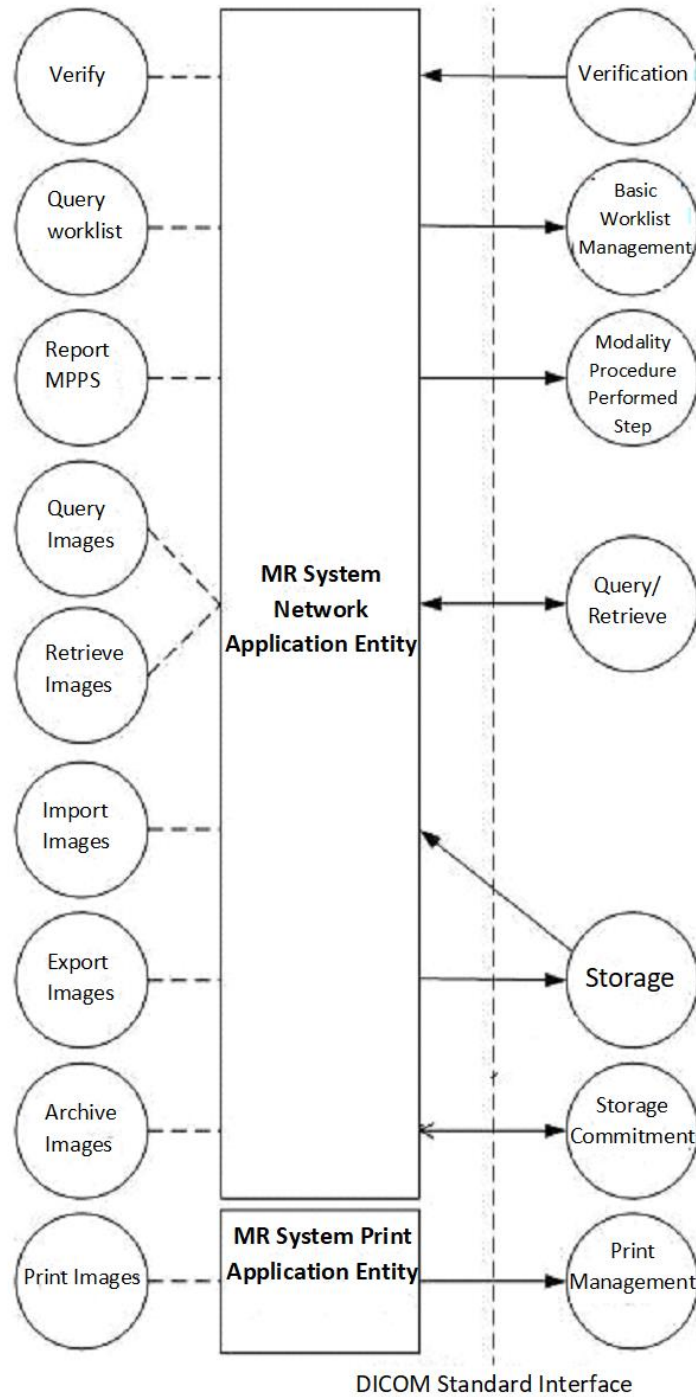 Verify
Verification
Query
worklist
Basic
Worklist
Management
Report
MPPS
Modality
Procedure
Performed
Step
Query
Images
MR System
Network
Application Entity
Query/
Retrieve
Retrieve
Images
Import
Images
Export
Images
Storage
Archive
Images
Storage
Commitment
MR System Print
Application Entity
Print Images
Print
Management
DICOM Standard Interface